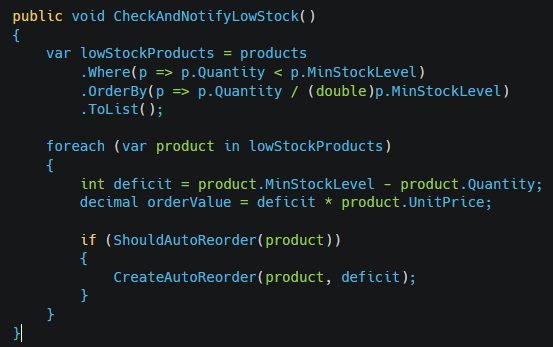 public void CheckAndNotifyLowStock()
{
    var lowStockProducts = products
        .Where(p => p.Quantity < p.MinStockLevel)
        .OrderBy(p => p.Quantity / (double)p.MinStockLevel)
        .ToList();

    foreach (var product in lowStockProducts)
    {
        int deficit = product.MinStockLevel - product.Quantity;
        decimal orderValue = deficit * product.UnitPrice;

        if (ShouldAutoReorder(product))
        {
            CreateAutoReorder(product, deficit);
        }
    }
}